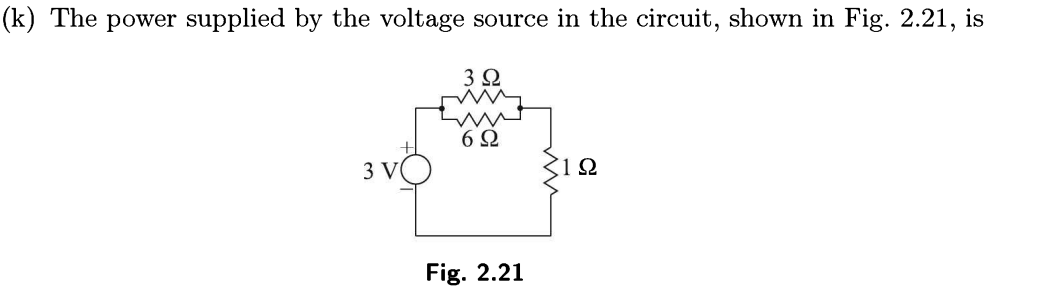 (k) The power supplied by the voltage source in the circuit, shown in Fig. 2.21, is
3 Ω
6 Ω
+
3 V
1 Ω
Fig. 2.21